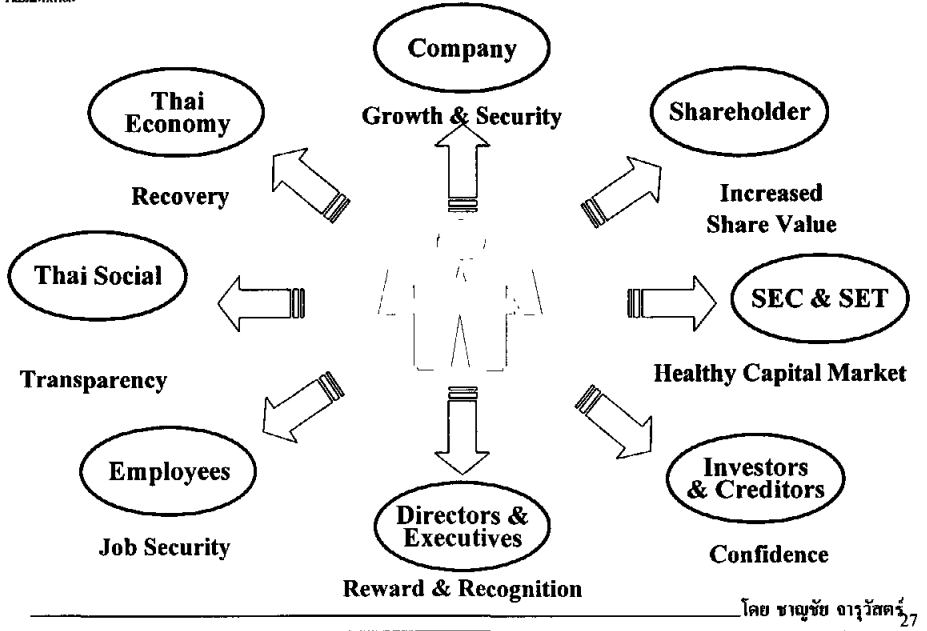 Company
Growth & Security
Thai
Economy
Recovery
Shareholder
Increased
Share Value
Thai Social
Transparency
SEC & SET
Healthy Capital Market
Employees
Job Security
Directors &
Executives
Reward & Recognition
Investors
& Creditors
Confidence
โดย ชาญชัย จารุวัสตร์
27